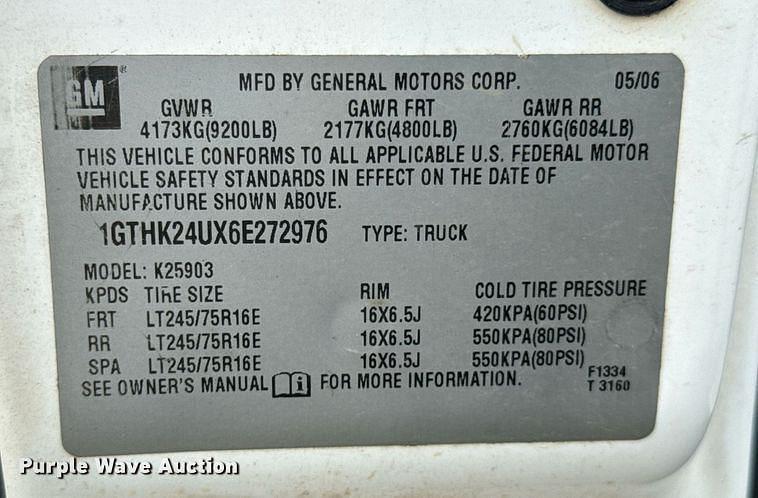 GM
MFD BY GENERAL MOTORS CORP. 05/06
GVWR GAWR FRT GAWR RR
4173KG(9200LB) 2177KG(4800LB) 2760KG(6084LB)
THIS VEHICLE CONFORMS TO ALL APPLICABLE U.S. FEDERAL MOTOR
VEHICLE SAFETY STANDARDS IN EFFECT ON THE DATE OF
MANUFACTURE SHOWN ABOVE.
1GTHK24UX6E272976 TYPE: TRUCK
MODEL: K25903
KPDS TIRE SIZE RIM COLD TIRE PRESSURE
FRT LT245/75R16E 16X6.5J 420KPA(60PSI)
RR LT245/75R16E 16X6.5J 550KPA(80PSI)
SPA LT245/75R16E 16X6.5J 550KPA(80PSI)
SEE OWNER'S MANUAL i FOR MORE INFORMATION.
F1334
T 3160
Purple Wave Auction